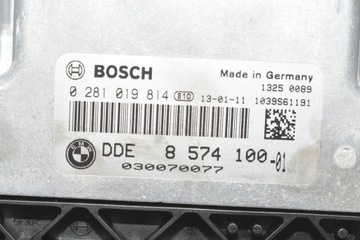 BOSCH
Made in Germany
1325 0089
0 281 019 814 810 13-01-11 1039S61191
DDE 8 574 100-01
030070077